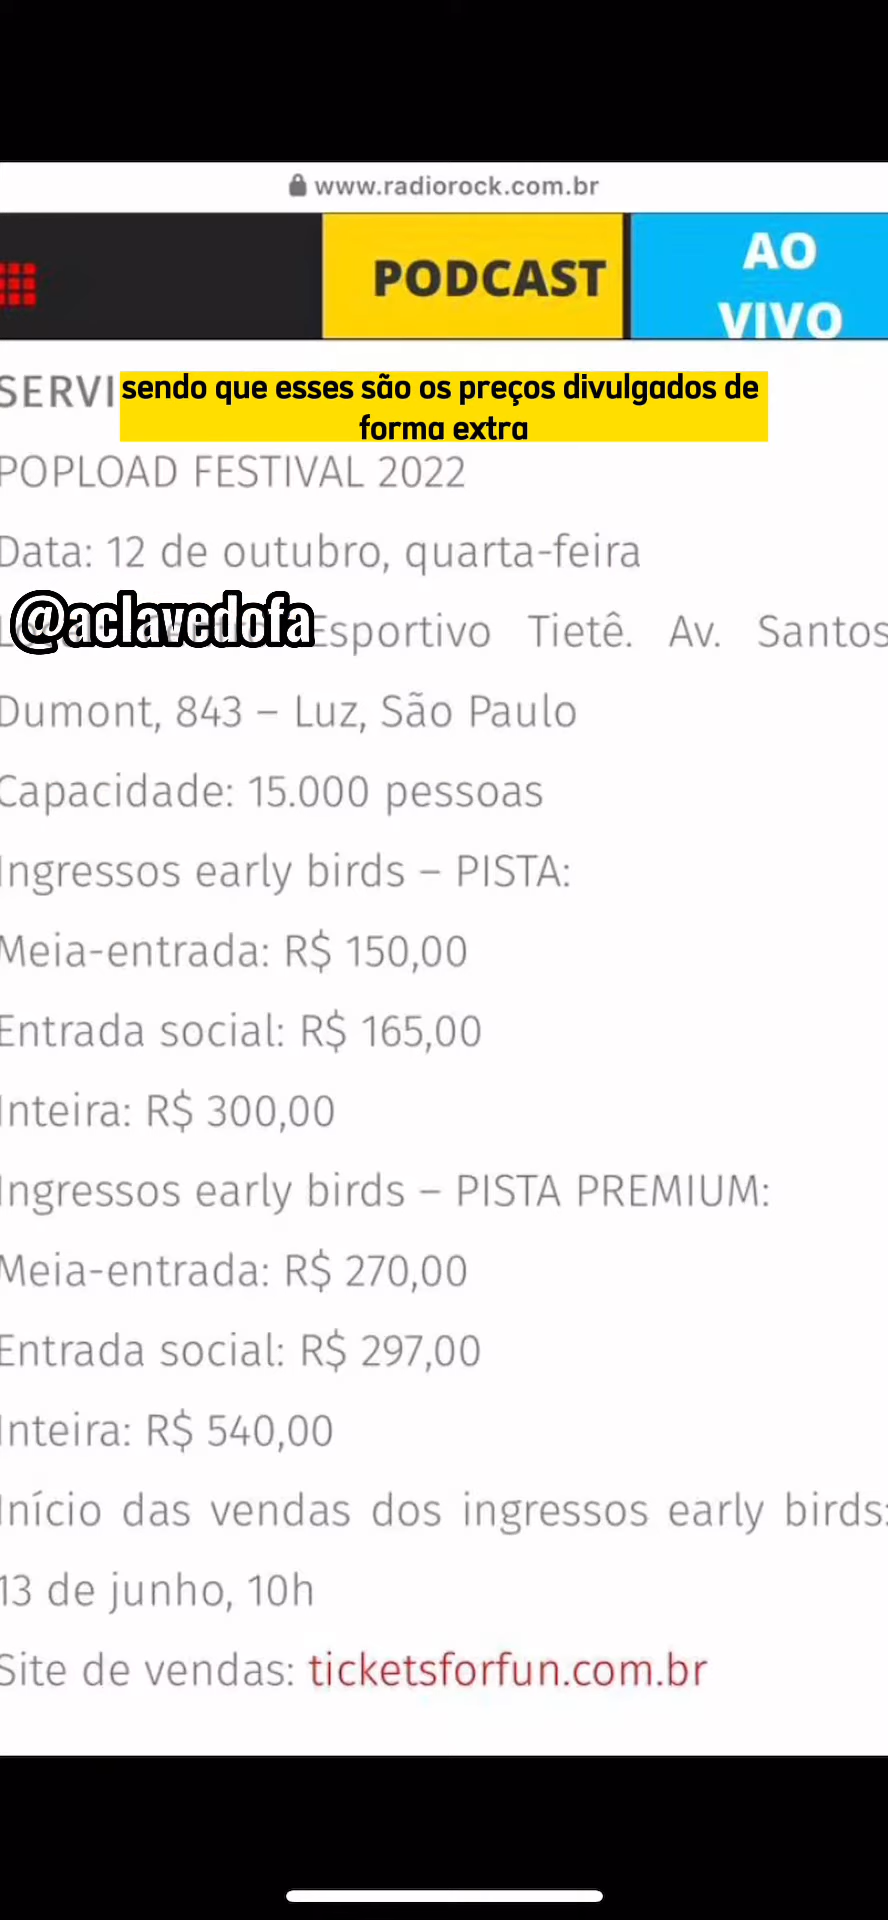 www.radiorock.com.br
PODCAST
AO
VIVO
SERVI
sendo que esses são os preços divulgados de
forma extra
POPLOAD FESTIVAL 2022
Data: 12 de outubro, quarta-feira
@aclavedofa
Esportivo Tietê. Av. Santos
Dumont, 843 – Luz, São Paulo
Capacidade: 15.000 pessoas
Ingressos early birds – PISTA:
Meia-entrada: R$ 150,00
Entrada social: R$ 165,00
Inteira: R$ 300,00
Ingressos early birds – PISTA PREMIUM:
Meia-entrada: R$ 270,00
Entrada social: R$ 297,00
Inteira: R$ 540,00
Início das vendas dos ingressos early birds:
13 de junho, 10h
Site de vendas: ticketsforfun.com.br